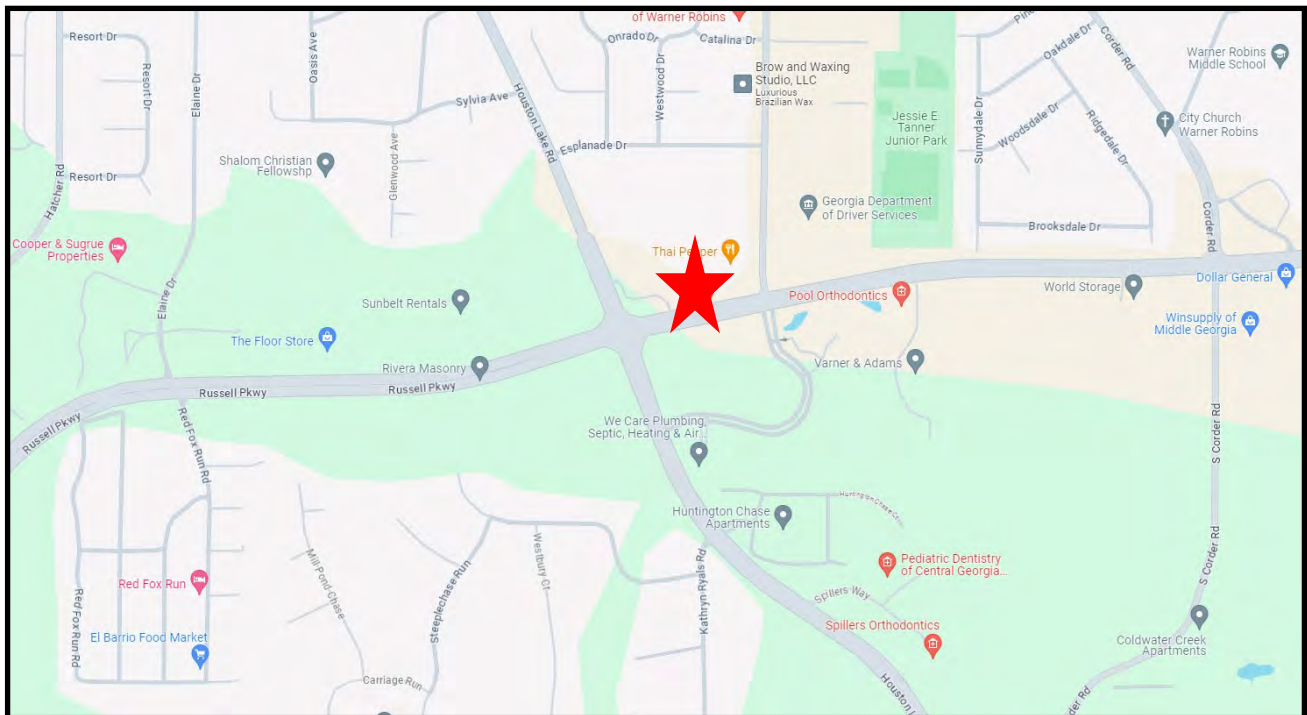 of Warner Robins
Resort Dr
Resort Dr
Elaine Dr
Oasis Ave
Sylvia Ave
Houston Lake Rd
Onrado Dr
Catalina Dr
Westwood Dr
Brow and Waxing
Studio, LLC
Luxurious
Brazilian Wax
Oakdale Dr
Corder Rd
Warner Robins
Middle School
Jessie E.
Tanner
Junior Park
Sunnydale Dr
Woodsdale Dr
Ridgedale Dr
City Church
Warner Robins
Esplanade Dr
Shalom Christian
Fellowshp
Glenwood Ave
Resort Dr
Hatcher Rd
Georgia Department
of Driver Services
Brooksdale Dr
Corder Rd
Cooper & Sugrue
Properties
Thai Pepper
Elaine Dr
Sunbelt Rentals
Pool Orthodontics
World Storage
Dollar General
Winsupply of
Middle Georgia
The Floor Store
Rivera Masonry
Varner & Adams
Russell Pkwy
Russell Pkwy
Russell Pkwy
Red Fox Run Rd
We Care Plumbing,
Septic, Heating & Air...
S Corder Rd
Huntington Chase
Apartments
Huntington Chase Cir
Mill Pond Chase
Steeplechase Run
Westbury Ct
Kathryn Ryals Rd
Pediatric Dentistry
of Central Georgia...
S Corder Rd
Red Fox Run
Red Fox Run Rd
Spillers Way
Spillers Orthodontics
El Barrio Food Market
Coldwater Creek
Apartments
Carriage Run
Houston L
der Rd